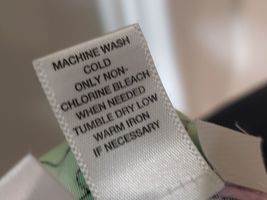 MACHINE WASH
COLD
ONLY NON-
CHLORINE BLEACH
WHEN NEEDED
TUMBLE DRY LOW
WARM IRON
IF NECESSARY